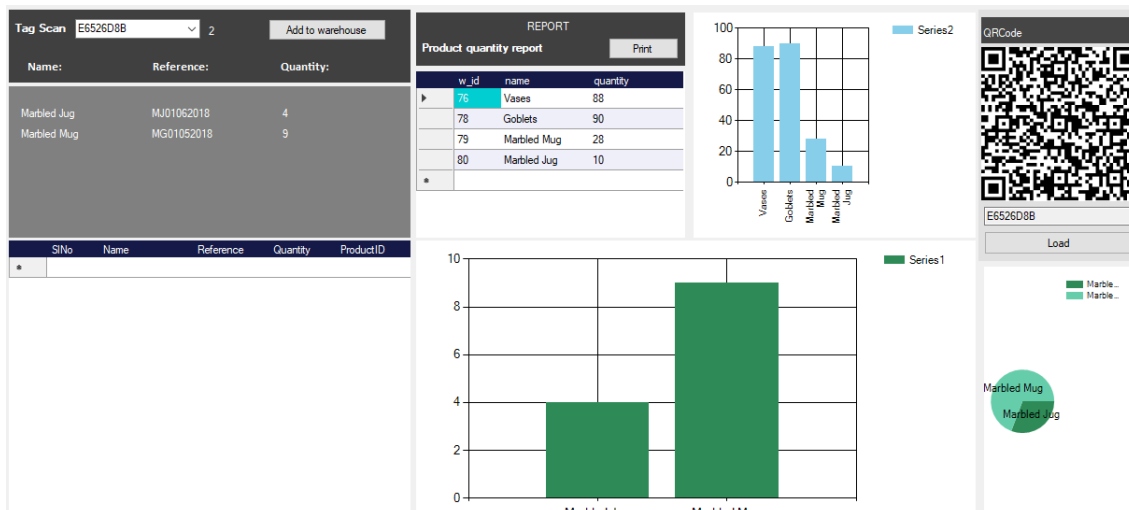 Tag Scan E6526D8B 2 Add to warehouse
Name: Reference: Quantity:
Marbled Jug MJ01062018 4
Marbled Mug MG01052018 9
SlNo Name Reference Quantity ProductID
*
REPORT
Product quantity report Print
w_id name quantity
76 Vases 88
78 Goblets 90
79 Marbled Mug 28
80 Marbled Jug 10
*
100
80
60
40
20
0
Vases
Goblets
Marbled
Mug
Marbled
Jug
Series2
10
8
6
4
2
0
Series1
QRCode
E6526D8B
Load
Marble...
Marble...
Marbled Mug
Marbled Jug